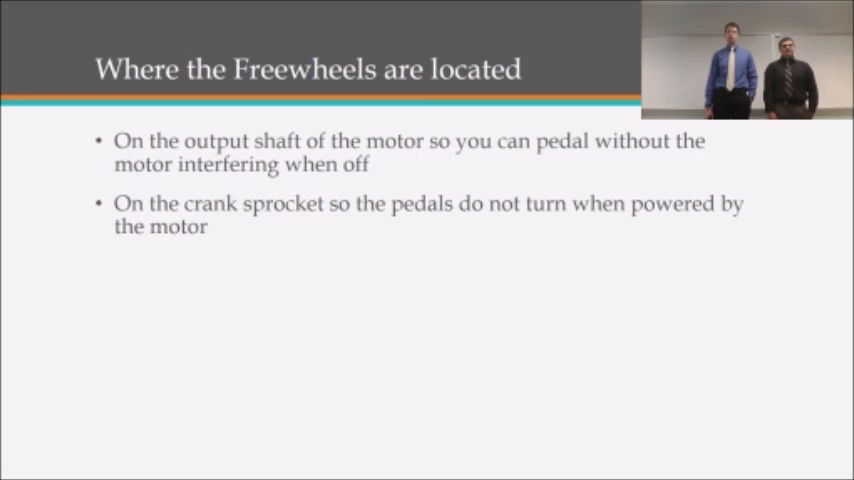 Where the Freewheels are located
• On the output shaft of the motor so you can pedal without the
motor interfering when off
• On the crank sprocket so the pedals do not turn when powered by
the motor